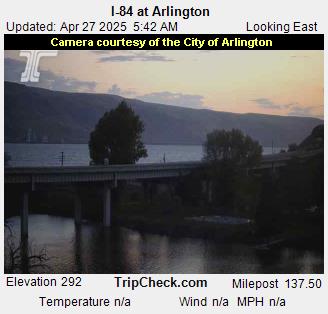 I-84 at Arlington
Updated: Apr 27 2025 5:42 AM Looking East
Camera courtesy of the City of Arlington
Elevation 292 TripCheck.com Milepost 137.50
Temperature n/a Wind n/a MPH n/a